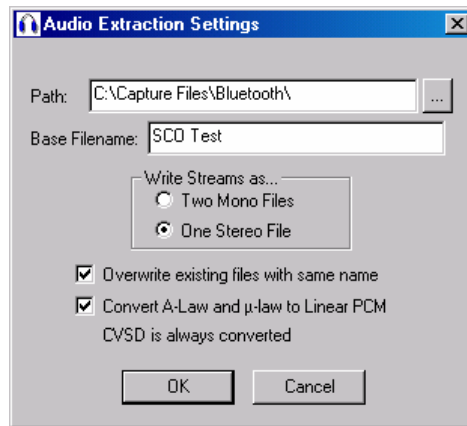 Audio Extraction Settings
Path: C:\Capture Files\Bluetooth\ ...
Base Filename: SCO Test
Write Streams as...
Two Mono Files
One Stereo File
Overwrite existing files with same name
Convert A-Law and μ-law to Linear PCM
CVSD is always converted
OK Cancel